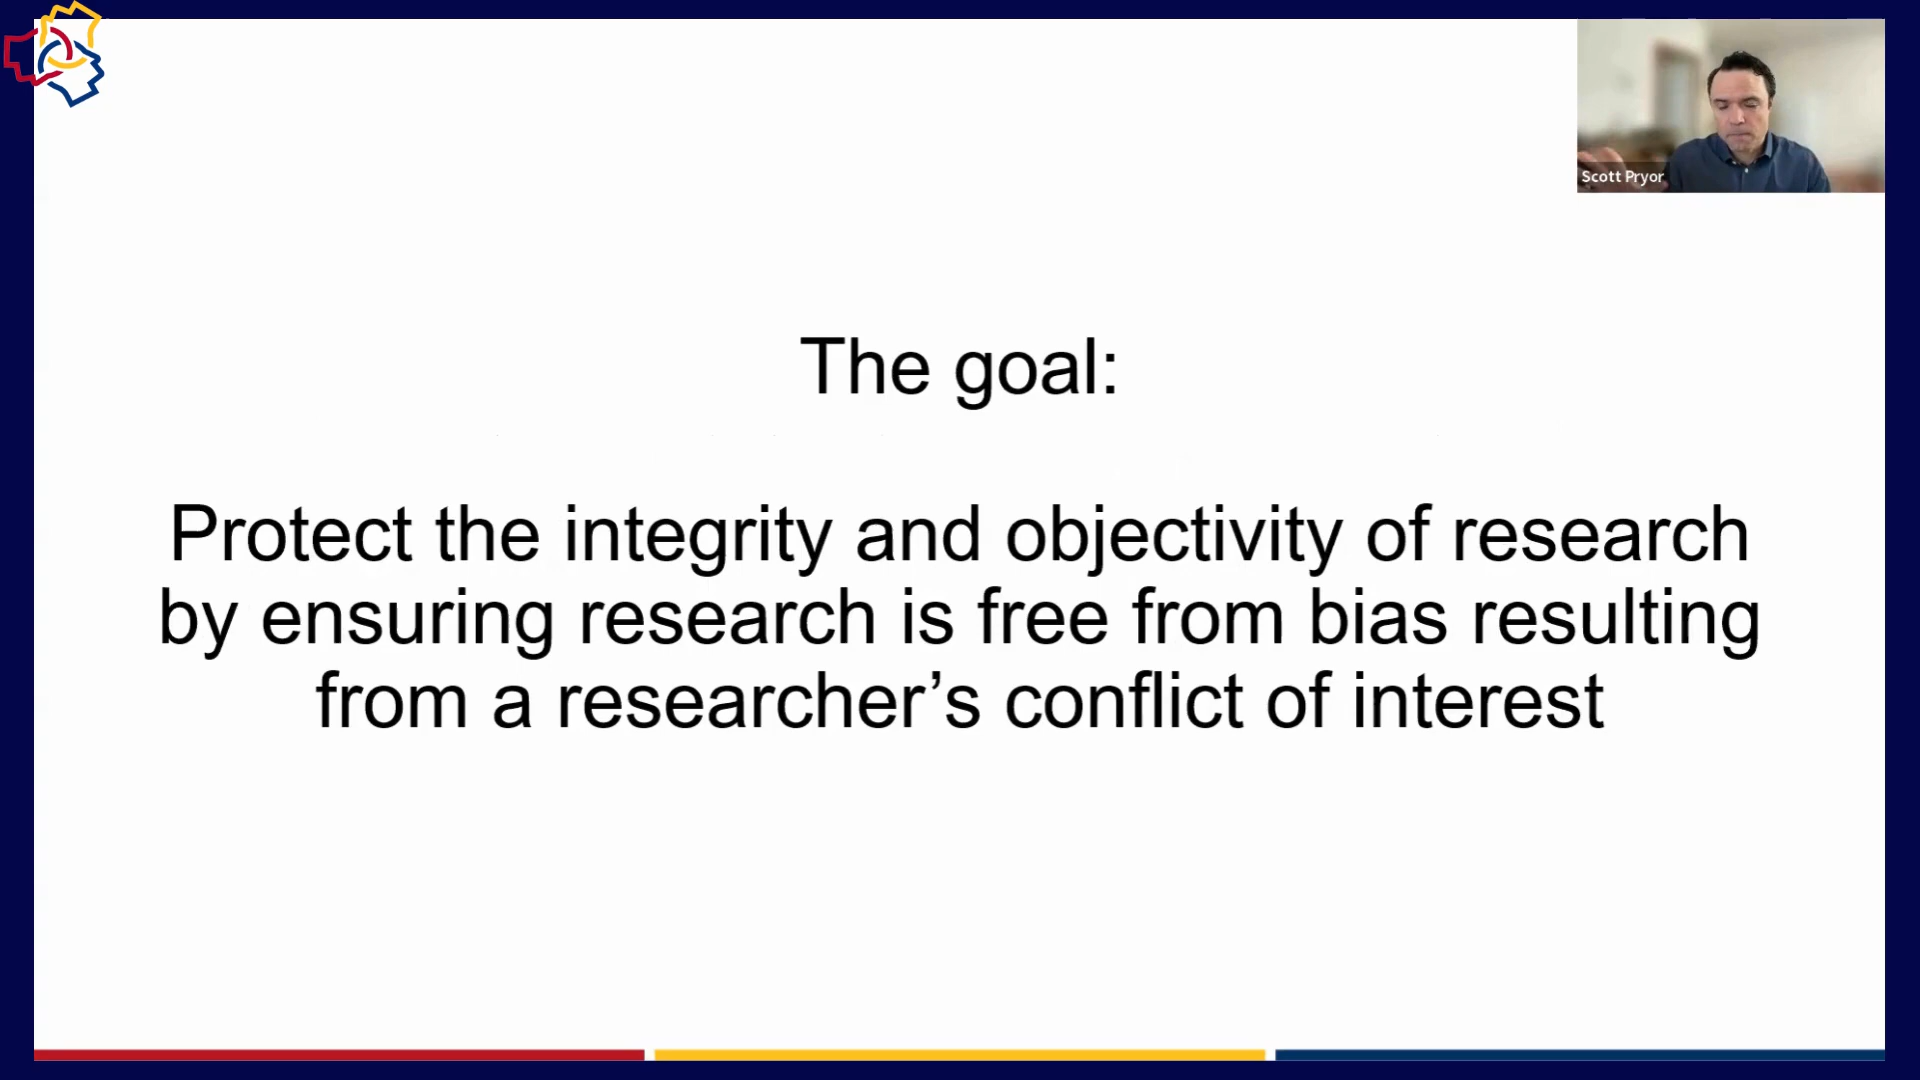 Scott Pryor
The goal:
Protect the integrity and objectivity of research
by ensuring research is free from bias resulting
from a researcher’s conflict of interest